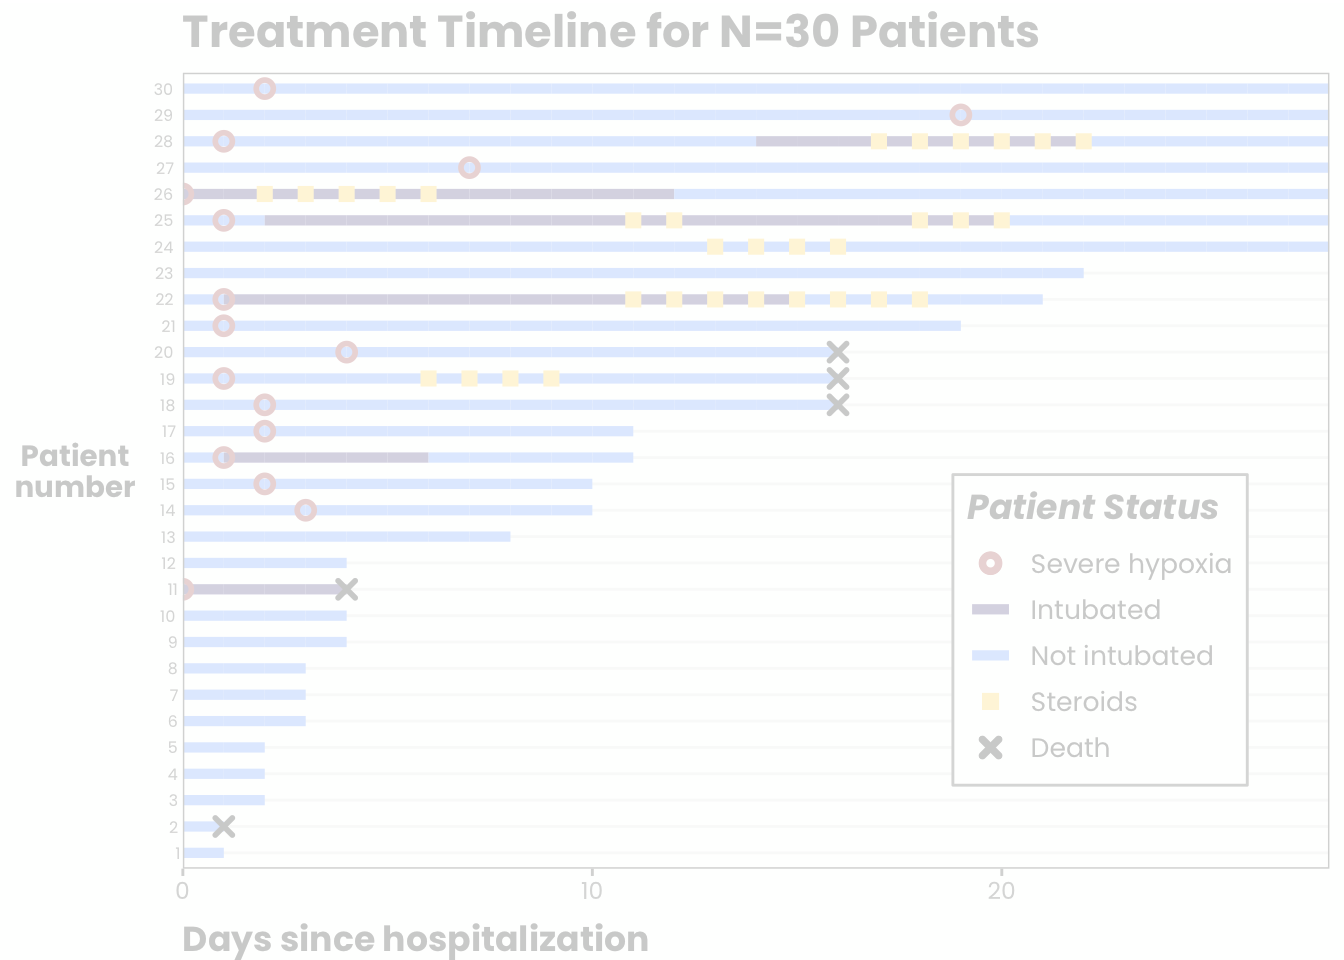 Treatment Timeline for N=30 Patients
30
29
28
27
26
25
24
23
22
21
20
19
18
17
16
15
14
13
12
11
10
9
8
7
6
5
4
3
2
1
Patient
number
Patient Status
Severe hypoxia
Intubated
Not intubated
Steroids
Death
0 10 20
Days since hospitalization